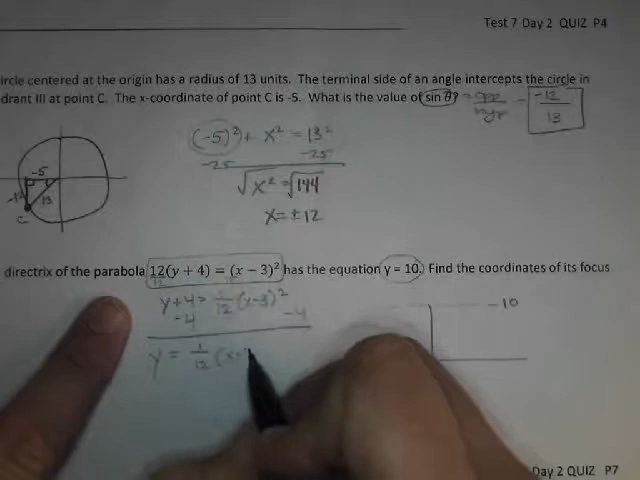 Test 7 Day 2 QUIZ P4
ircle centered at the origin has a radius of 13 units. The terminal side of an angle intercepts the circle in
drant III at point C. The x-coordinate of point C is -5. What is the value of sin θ? = opp/hyp = -12/13
(-5)² + x² = 13²
-25 -25
√x² = √144
x = ±12
-5
-12
13
C
directrix of the parabola 12(y + 4) = (x − 3)² has the equation y = 10. Find the coordinates of its focus
y+4 = 1/12 (x-3)²
-4 -4
y = 1/12 (x-
-10
Day 2 QUIZ P7